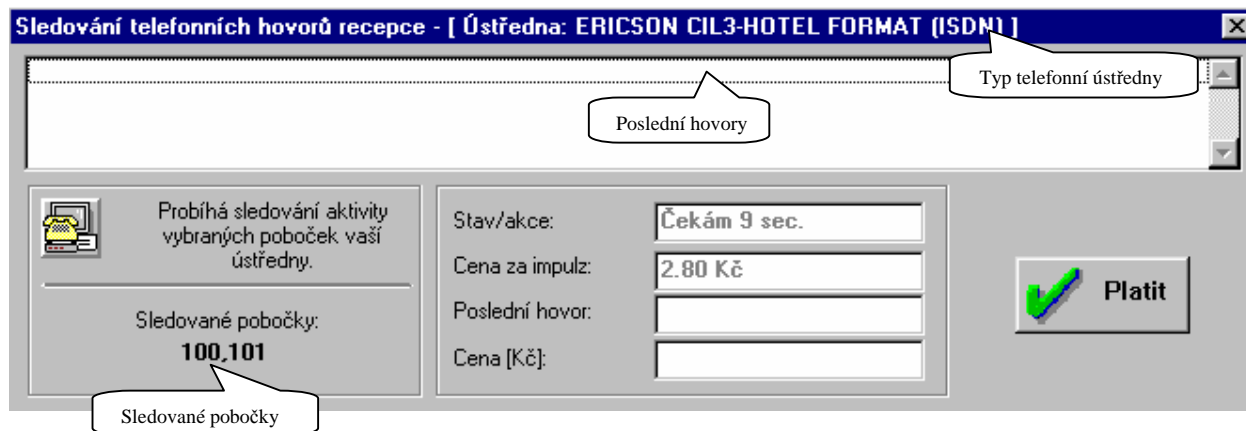 Sledování telefonních hovorů recepce - [ Ústředna: ERICSON CIL3-HOTEL FORMAT (ISDN) ]
Typ telefonní ústředny
Poslední hovory
Probíhá sledování aktivity
vybraných poboček vaší
ústředny.
Sledované pobočky:
100,101
Sledované pobočky
Stav/akce:
Čekám 9 sec.
Cena za impulz:
2.80 Kč
Poslední hovor:
Cena [Kč]:
Platit